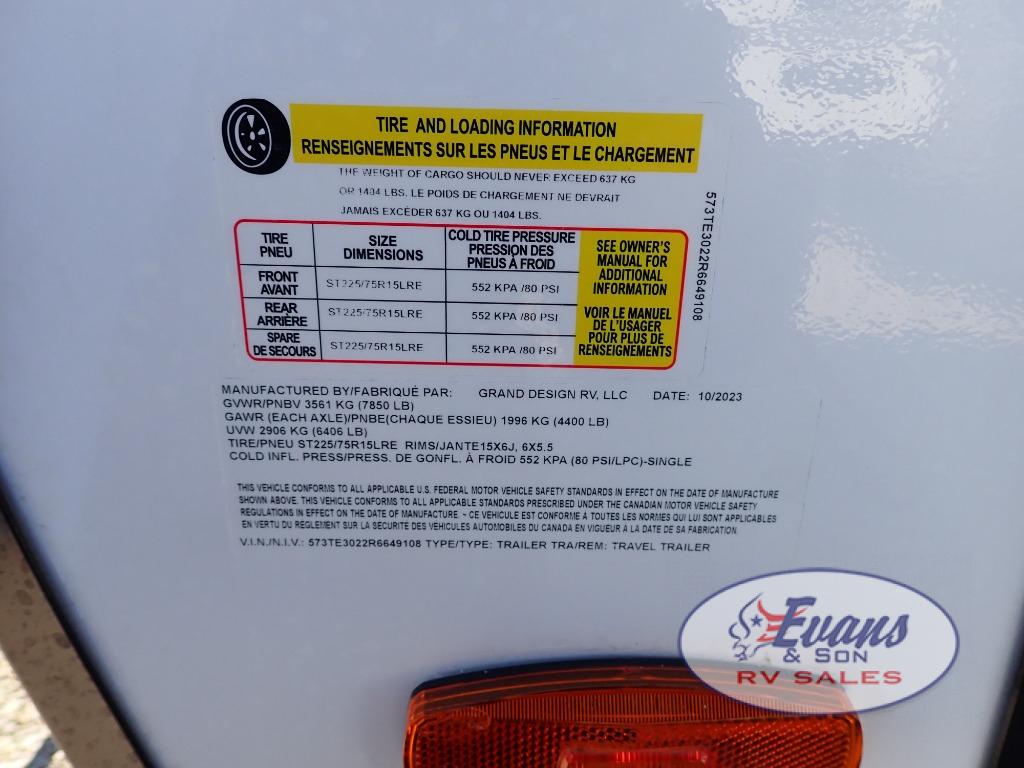 TIRE AND LOADING INFORMATION
RENSEIGNEMENTS SUR LES PNEUS ET LE CHARGEMENT
THE WEIGHT OF CARGO SHOULD NEVER EXCEED 637 KG
OR 1404 LBS. LE POIDS DE CHARGEMENT NE DEVRAIT
JAMAIS EXCÉDER 637 KG OU 1404 LBS.
TIRE
PNEU
SIZE
DIMENSIONS
COLD TIRE PRESSURE
PRESSION DES
PNEUS À FROID
FRONT
AVANT
ST225/75R15LRE
552 KPA /80 PSI
REAR
ARRIÈRE
ST225/75R15LRE
552 KPA /80 PSI
SPARE
DE SECOURS
ST225/75R15LRE
552 KPA /80 PSI
SEE OWNER'S
MANUAL FOR
ADDITIONAL
INFORMATION
VOIR LE MANUEL
DE L'USAGER
POUR PLUS DE
RENSEIGNEMENTS
573TE3022R6649108
MANUFACTURED BY/FABRIQUÉ PAR: GRAND DESIGN RV, LLC DATE: 10/2023
GVWR/PNBV 3561 KG (7850 LB)
GAWR (EACH AXLE)/PNBE(CHAQUE ESSIEU) 1996 KG (4400 LB)
UVW 2906 KG (6406 LB)
TIRE/PNEU ST225/75R15LRE RIMS/JANTE15X6J, 6X5.5
COLD INFL. PRESS/PRESS. DE GONFL. À FROID 552 KPA (80 PSI/LPC)-SINGLE
THIS VEHICLE CONFORMS TO ALL APPLICABLE U.S. FEDERAL MOTOR VEHICLE SAFETY STANDARDS IN EFFECT ON THE DATE OF MANUFACTURE
SHOWN ABOVE. THIS VEHICLE CONFORMS TO ALL APPLICABLE STANDARDS PRESCRIBED UNDER THE CANADIAN MOTOR VEHICLE SAFETY
REGULATIONS IN EFFECT ON THE DATE OF MANUFACTURE. ~ CE VEHICULE EST CONFORME À TOUTES LES NORMES QUI LUI SONT APPLICABLES
EN VERTU DU REGLEMENT SUR LA SECURITE DES VEHICULES AUTOMOBILES DU CANADA EN VIGUEUR A LA DATE DE SA FABRICATION.
V.I.N./N.I.V.: 573TE3022R6649108 TYPE/TYPE: TRAILER TRA/REM: TRAVEL TRAILER
Evans
& SON
RV SALES